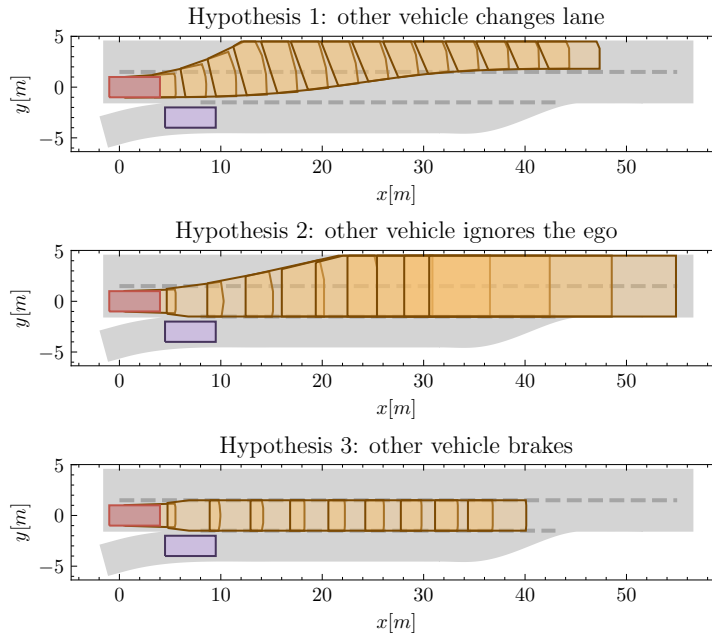 Hypothesis 1: other vehicle changes lane
5
0
−5
y[m]
0 10 20 30 40 50
x[m]
Hypothesis 2: other vehicle ignores the ego
5
0
−5
y[m]
0 10 20 30 40 50
x[m]
Hypothesis 3: other vehicle brakes
5
0
−5
y[m]
0 10 20 30 40 50
x[m]